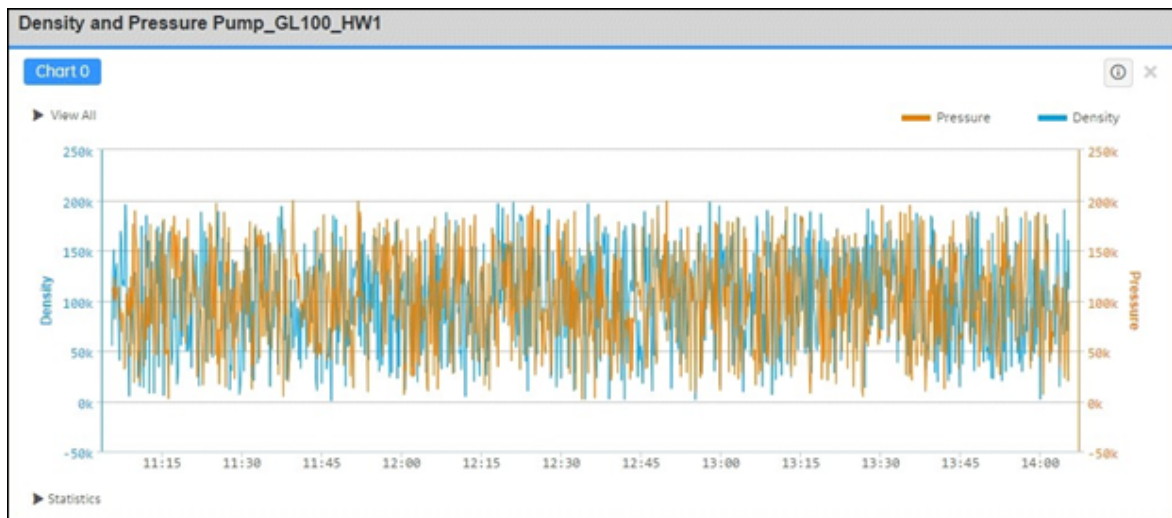 Density and Pressure Pump_GL100_HW1
Chart 0
View All
Pressure Density
250k 250k
200k 200k
150k 150k
100k 100k
50k 50k
0k 0k
-50k -50k
Density
Pressure
11:15 11:30 11:45 12:00 12:15 12:30 12:45 13:00 13:15 13:30 13:45 14:00
Statistics